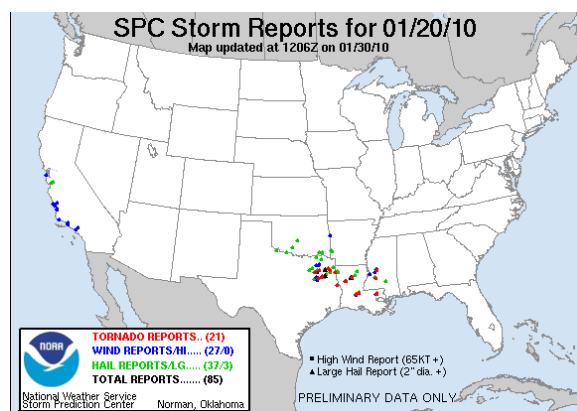 SPC Storm Reports for 01/20/10
Map updated at 1206Z on 01/30/10
NOAA
TORNADO REPORTS.. (21)
WIND REPORTS/HI..... (27/0)
HAIL REPORTS/LG..... (37/3)
TOTAL REPORTS....... (85)
National Weather Service
Storm Prediction Center Norman, Oklahoma
High Wind Report (65KT +)
Large Hail Report (2" dia. +)
PRELIMINARY DATA ONLY